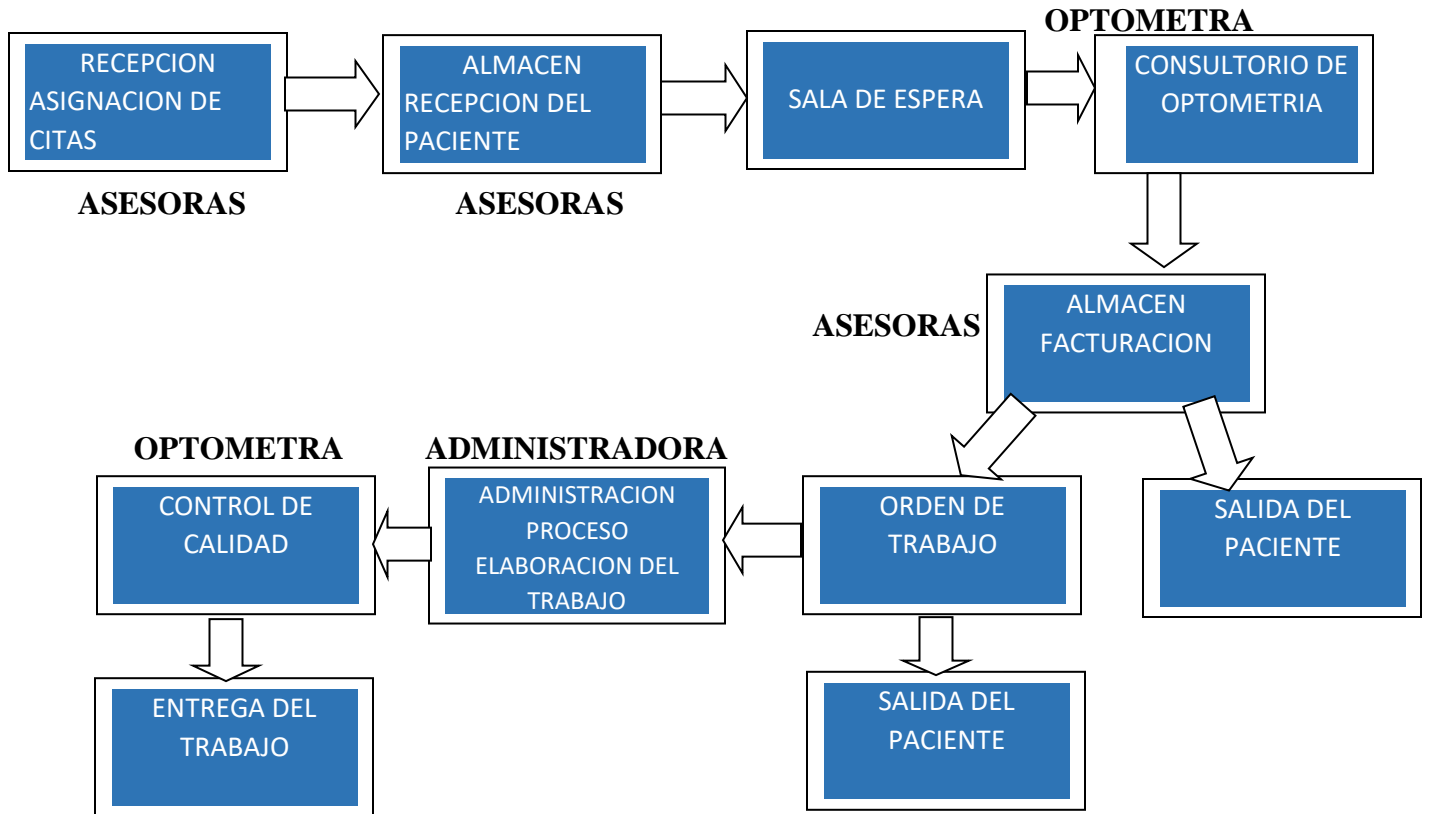 OPTOMETRA
RECEPCION
ASIGNACION DE
CITAS
ALMACEN
RECEPCION DEL
PACIENTE
SALA DE ESPERA
CONSULTORIO DE
OPTOMETRIA
ASESORAS
ASESORAS
ASESORAS
ALMACEN
FACTURACION
OPTOMETRA
ADMINISTRADORA
CONTROL DE
CALIDAD
ADMINISTRACION
PROCESO
ELABORACION DEL
TRABAJO
ORDEN DE
TRABAJO
SALIDA DEL
PACIENTE
ENTREGA DEL
TRABAJO
SALIDA DEL
PACIENTE